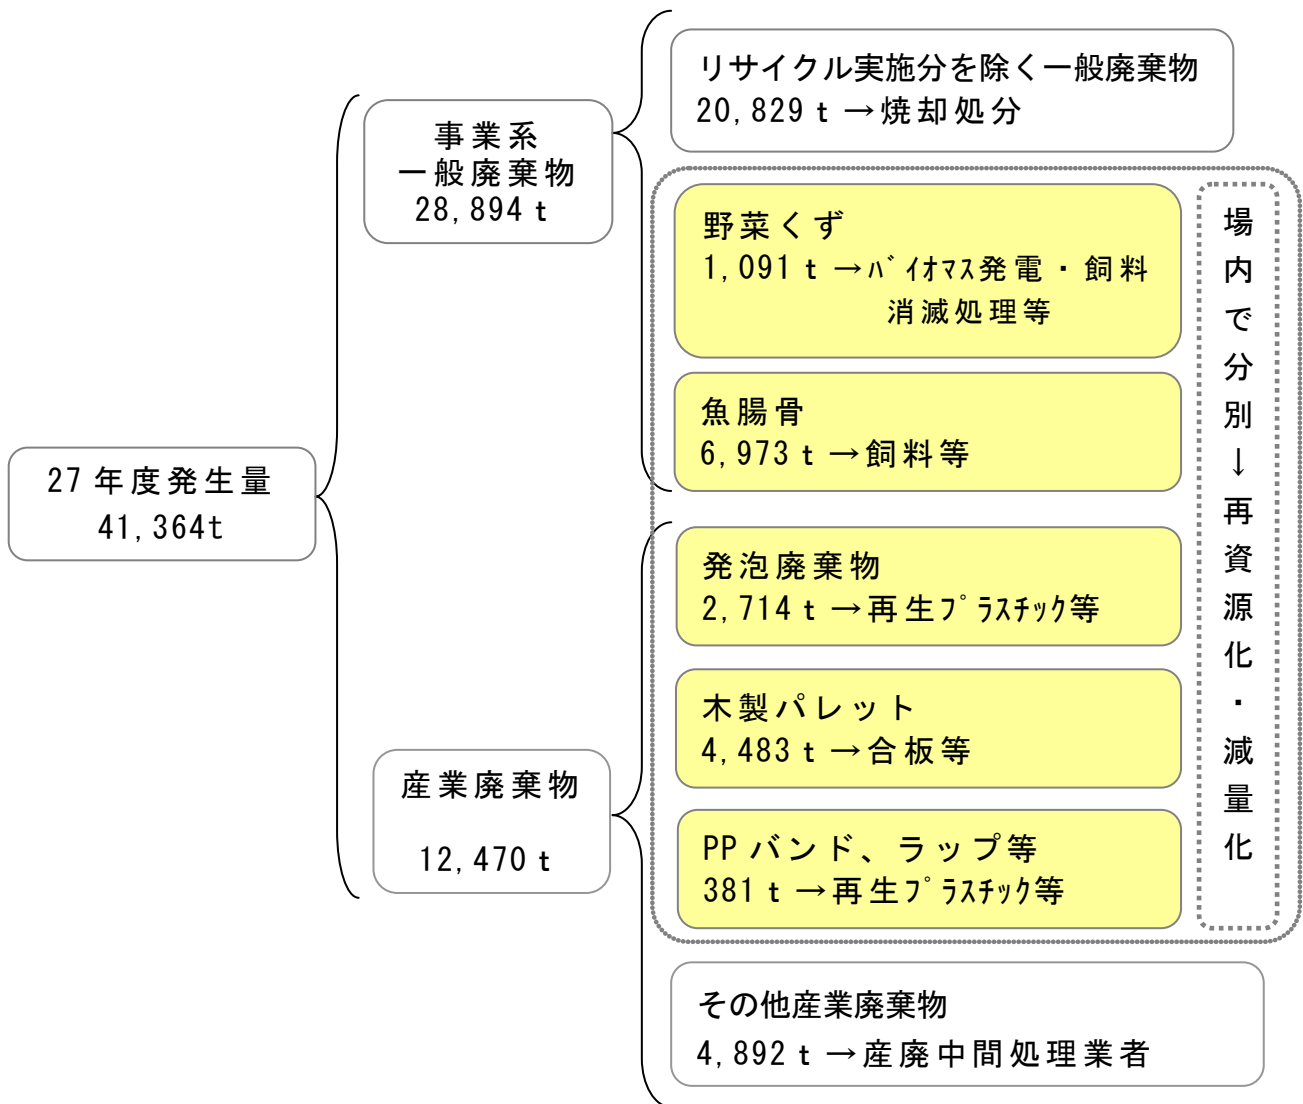 27年度発生量
41,364t
事業系
一般廃棄物
28,894 t
リサイクル実施分を除く一般廃棄物
20,829 t →焼却処分
野菜くず
1,091 t →ﾊﾞｲｵﾏｽ発電・飼料
消滅処理等
魚腸骨
6,973 t →飼料等
産業廃棄物
12,470 t
発泡廃棄物
2,714 t →再生ﾌﾟﾗｽﾁｯｸ等
木製パレット
4,483 t →合板等
PPバンド、ラップ等
381 t →再生ﾌﾟﾗｽﾁｯｸ等
その他産業廃棄物
4,892 t →産廃中間処理業者
場内で分別→再資源化・減量化